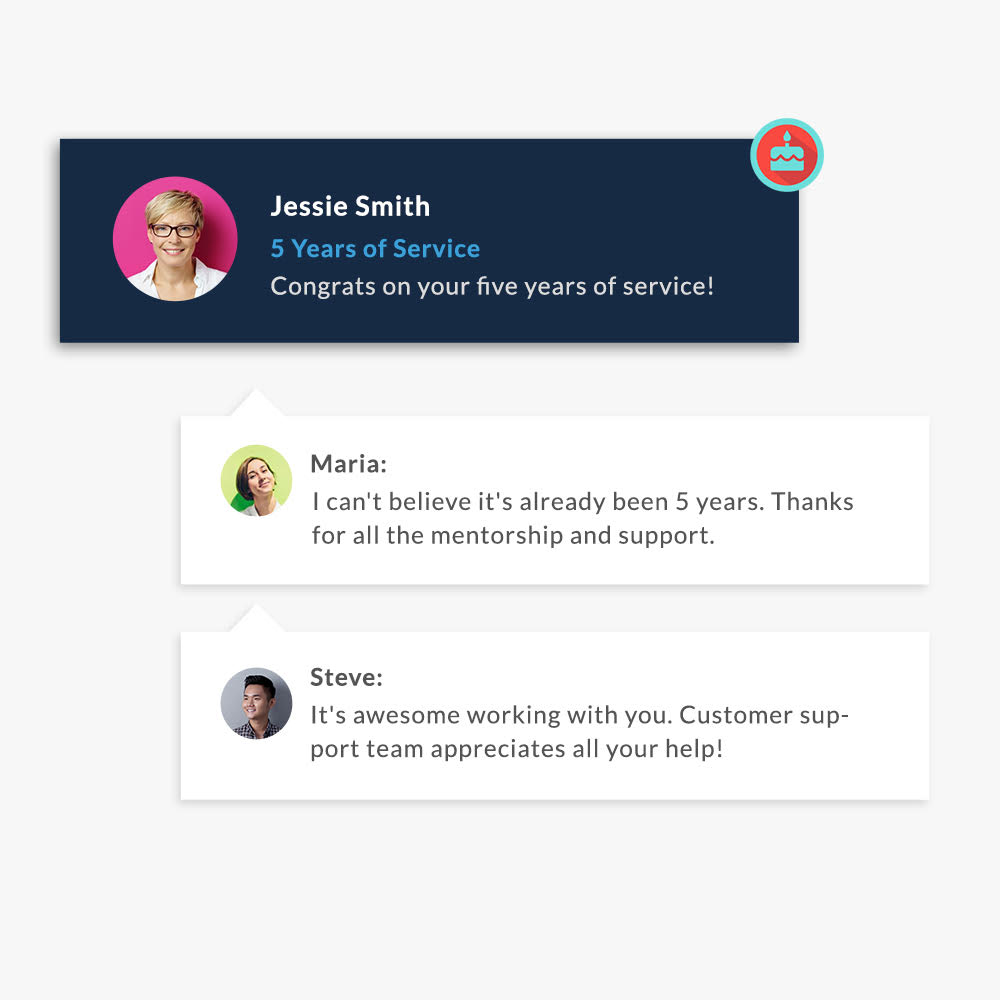 Jessie Smith
5 Years of Service
Congrats on your five years of service!
Maria:
I can't believe it's already been 5 years. Thanks
for all the mentorship and support.
Steve:
It's awesome working with you. Customer sup-
port team appreciates all your help!